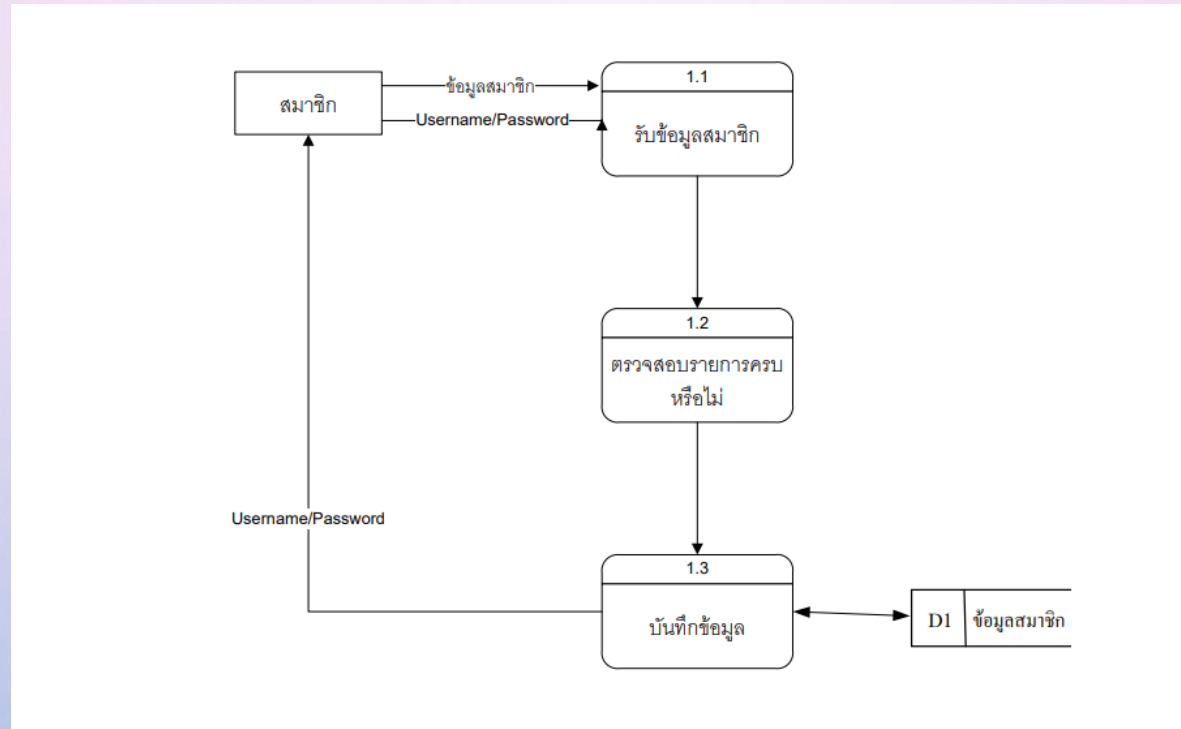 สมาชิก
ข้อมูลสมาชิก
Username/Password
1.1
รับข้อมูลสมาชิก
1.2
ตรวจสอบรายการครบ
หรือไม่
Username/Password
1.3
บันทึกข้อมูล
D1 ข้อมูลสมาชิก